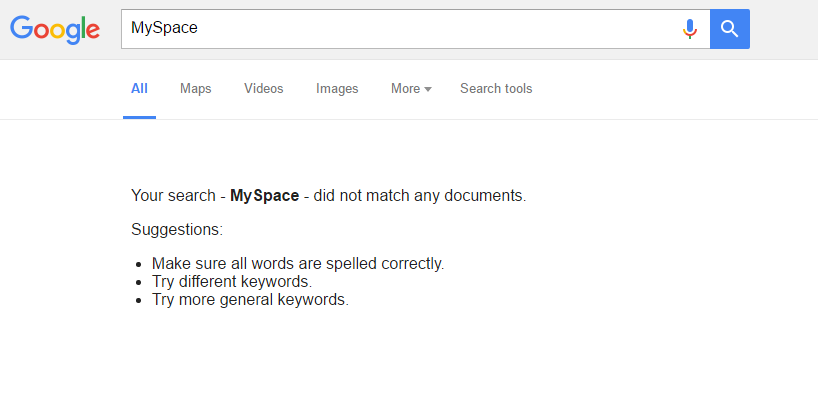 Google MySpace
All Maps Videos Images More Search tools
Your search - MySpace - did not match any documents.
Suggestions:
Make sure all words are spelled correctly.
Try different keywords.
Try more general keywords.